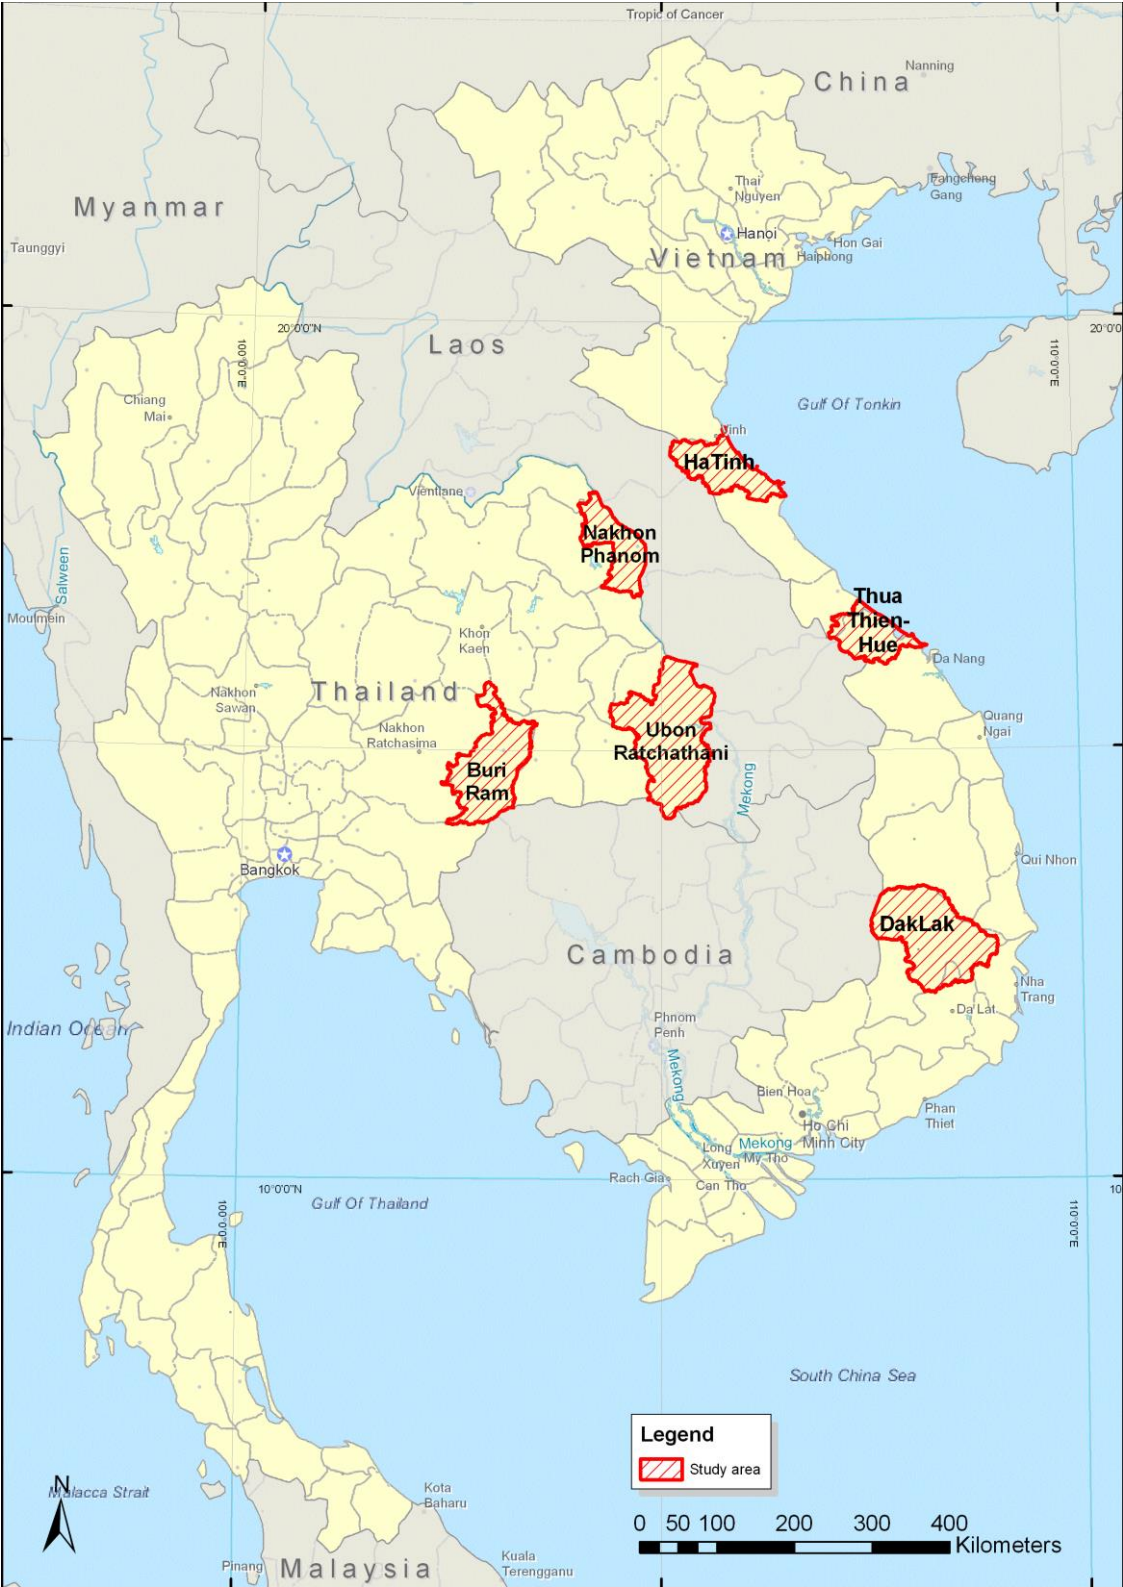 Tropic of Cancer
Nanning
China
Myanmar
Thai
Nguyen
Fangcheng
Gang
Taunggyi
Hanoi
Hon Gai
Vietnam
Haiphong
20°0'0"N
20°0'0
100°0'0"E
110°0'0"E
Laos
Chiang
Mai
Gulf Of Tonkin
Vinh
HaTinh
Vientiane
Nakhon
Phanom
Salween
Thua
Thien-
Hue
Moulmein
Khon
Kaen
Da Nang
Thailand
Nakhon
Sawan
Nakhon
Ratchasima
Quang
Ngai
Ubon
Ratchathani
Buri
Ram
Mekong
Bangkok
Qui Nhon
DakLak
Cambodia
Nha
Trang
Da Lat
Indian Ocean
Phnom
Penh
Mekong
Bien Hoa
Phan
Thiet
Ho Chi
Minh City
Mekong
Long
Xuyen
My Tho
Rach Gia
Can Tho
10°0'0"N
10
Gulf Of Thailand
100°0'0"E
110°0'0"E
South China Sea
Legend
Study area
N
Malacca Strait
Kota
Baharu
0 50 100 200 300 400
Kilometers
Pinang
Malaysia
Kuala
Terengganu